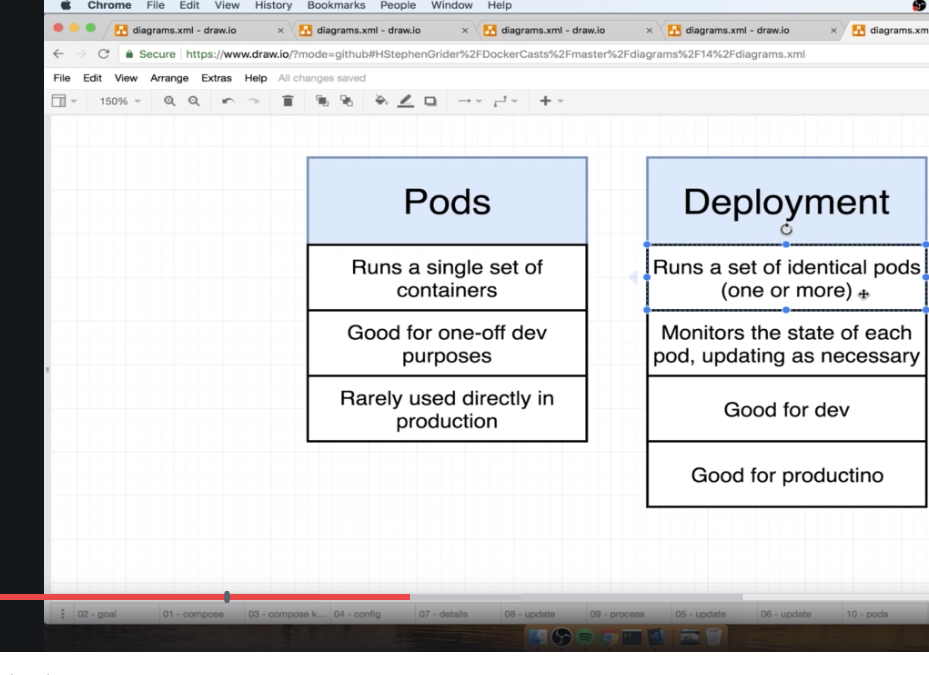 Chrome File Edit View History Bookmarks People Window Help
diagrams.xml - draw.io × diagrams.xml - draw.io × diagrams.xml - draw.io × diagrams.xml - draw.io × diagrams.xm
Secure https://www.draw.io/?mode=github#HStephenGrider%2FDockerCasts%2Fmaster%2Fdiagrams%2F14%2Fdiagrams.xml
File Edit View Arrange Extras Help All changes saved
150%
Pods
Runs a single set of
containers
Good for one-off dev
purposes
Rarely used directly in
production
Deployment
Runs a set of identical pods
(one or more)
Monitors the state of each
pod, updating as necessary
Good for dev
Good for productino
02 - goal 01 - compose 03 - compose k... 04 - config 07 - details 08 - update 09 - process 05 - update 06 - update 10 - pods